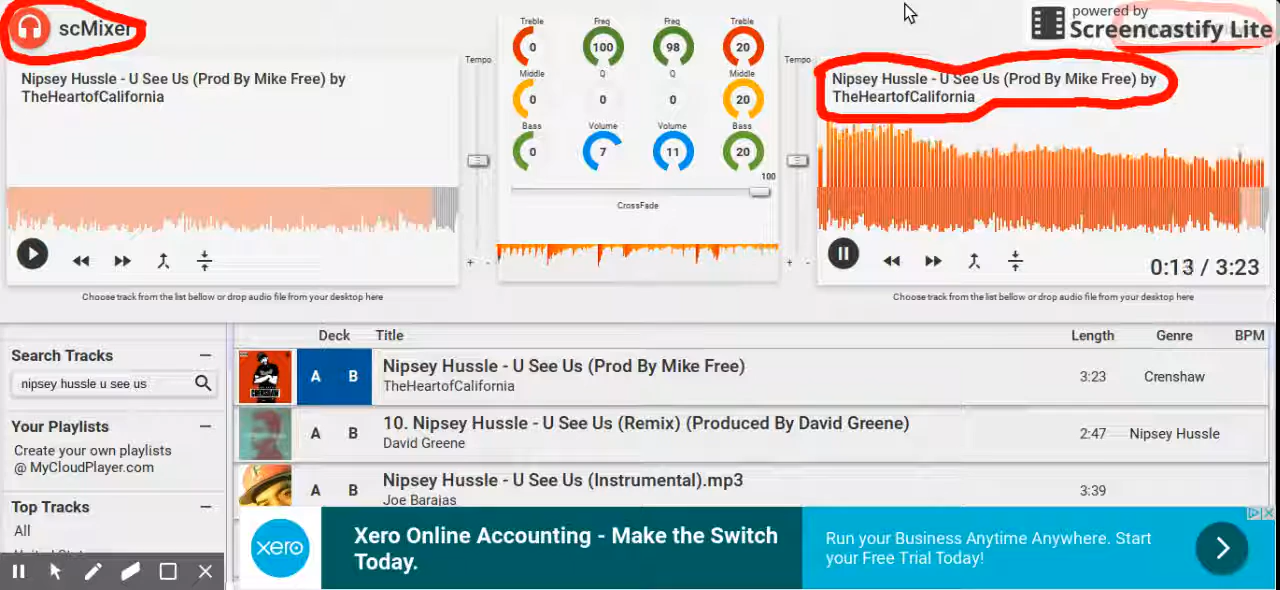 scMixer
powered by
Screencastify Lite
Nipsey Hussle - U See Us (Prod By Mike Free) by
TheHeartofCalifornia
Tempo
+ -
Treble Freq Freq Treble
0 100 98 20
Middle Q Q Middle
0 0 0 20
Bass Volume Volume Bass
0 7 11 20
100
CrossFade
Tempo
+ -
Nipsey Hussle - U See Us (Prod By Mike Free) by
TheHeartofCalifornia
0:13 / 3:23
Choose track from the list bellow or drop audio file from your desktop here
Choose track from the list bellow or drop audio file from your desktop here
Search Tracks
nipsey hussle u see us
Your Playlists
Create your own playlists
@ MyCloudPlayer.com
Top Tracks
All
Deck Title Length Genre BPM
A B Nipsey Hussle - U See Us (Prod By Mike Free) 3:23 Crenshaw
TheHeartofCalifornia
A B 10. Nipsey Hussle - U See Us (Remix) (Produced By David Greene) 2:47 Nipsey Hussle
David Greene
A B Nipsey Hussle - U See Us (Instrumental).mp3 3:39
Joe Barajas
xero
Xero Online Accounting - Make the Switch
Today.
Run your Business Anytime Anywhere. Start
your Free Trial Today!